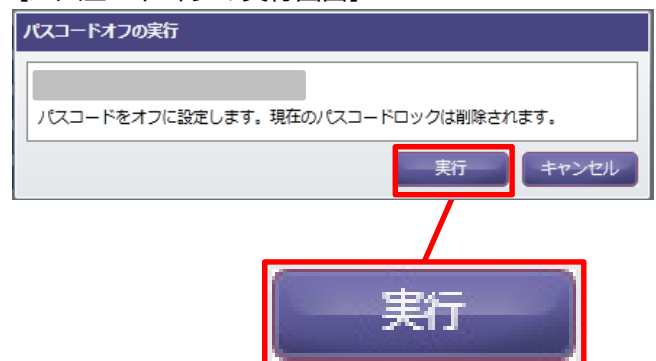 パスコードオフの実行
パスコードをオフに設定します。現在のパスコードロックは削除されます。
実行 キャンセル
実行